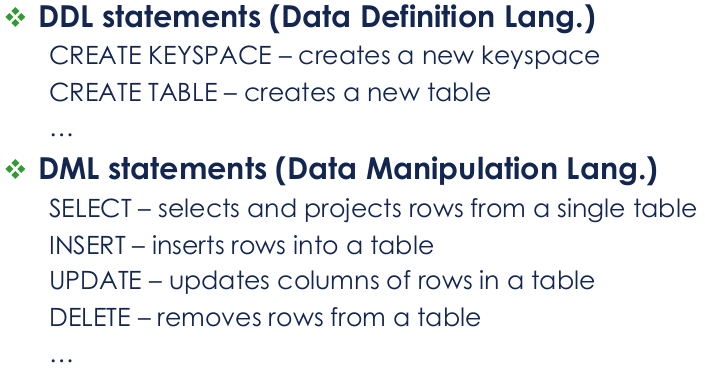 ❖ DDL statements (Data Definition Lang.)
CREATE KEYSPACE – creates a new keyspace
CREATE TABLE – creates a new table
…
❖ DML statements (Data Manipulation Lang.)
SELECT – selects and projects rows from a single table
INSERT – inserts rows into a table
UPDATE – updates columns of rows in a table
DELETE – removes rows from a table
…